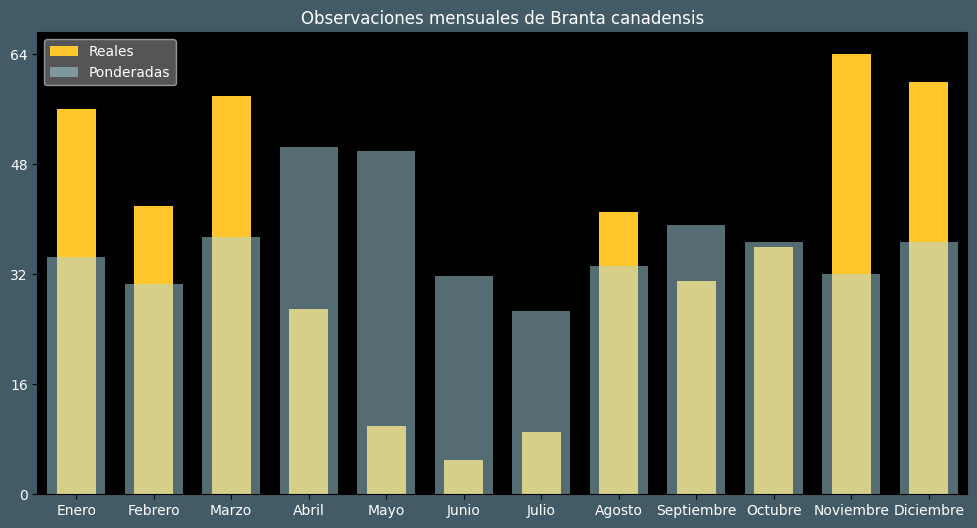 Observaciones mensuales de Branta canadensis
Reales
Ponderadas
64
48
32
16
0
Enero Febrero Marzo Abril Mayo Junio Julio Agosto Septiembre Octubre Noviembre Diciembre